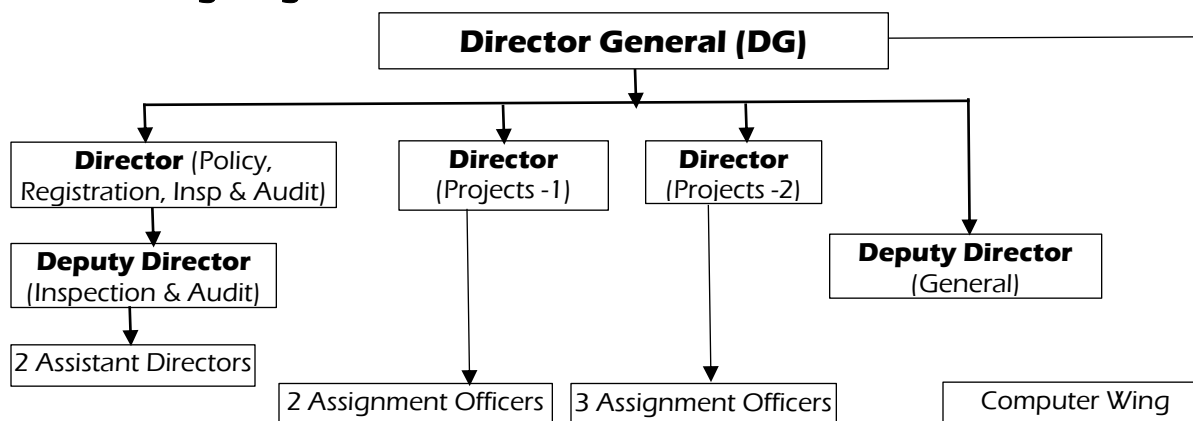 Director General (DG)
Director (Policy,
Registration, Insp & Audit)
Director
(Projects -1)
Director
(Projects -2)
Deputy Director
(Inspection & Audit)
Deputy Director
(General)
2 Assistant Directors
2 Assignment Officers
3 Assignment Officers
Computer Wing